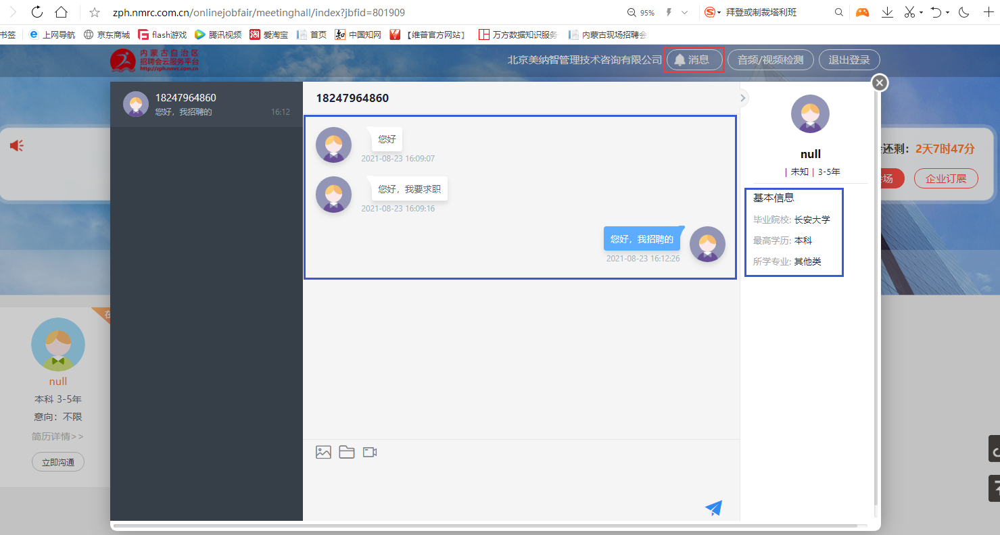 zph.nmrc.com.cn/onlinejobfair/meetinghall/index?jbfid=801909
95%
拜登或制裁塔利班
书签
上网导航
京东商城
flash游戏
腾讯视频
淘
爱淘宝
首页
知
中国知网
【维普官方网站】
万方数据知识服务
内蒙古现场招聘会
内蒙古自治区
招聘会云服务平台
http://zph.nmrc.com.cn
北京美纳智管理技术咨询有限公司
消息
音频/视频检测
退出登录
18247964860
您好，我招聘的
16:12
18247964860
您好
2021-08-23 16:09:07
您好，我要求职
2021-08-23 16:09:16
您好，我招聘的
2021-08-23 16:12:26
null
| 未知 | 3-5年
基本信息
毕业院校: 长安大学
最高学历: 本科
所学专业: 其他类
还剩：2天7时47分
场
企业订展
在
null
本科 3-5年
意向：不限
简历详情>>
立即沟通